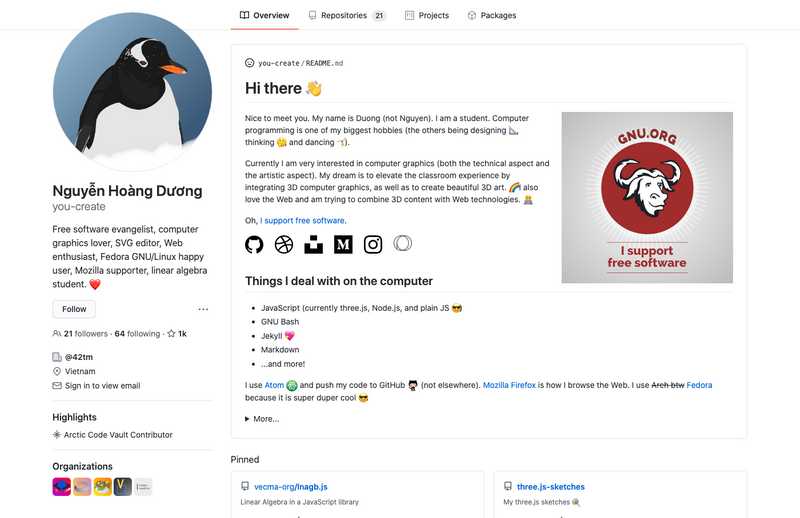 Overview
Repositories 21
Projects
Packages
Nguyễn Hoàng Dương
you-create
Free software evangelist, computer
graphics lover, SVG editor, Web
enthusiast, Fedora GNU/Linux happy
user, Mozilla supporter, linear algebra
student. ❤️
Follow
21 followers · 64 following · 1k
@42tm
Vietnam
Sign in to view email
Highlights
Arctic Code Vault Contributor
Organizations
you-create/README.md
Hi there 👋
Nice to meet you. My name is Duong (not Nguyen). I am a student. Computer
programming is one of my biggest hobbies (the others being designing 📐,
thinking 🤔 and dancing).
Currently I am very interested in computer graphics (both the technical aspect and
the artistic aspect). My dream is to elevate the classroom experience by
integrating 3D computer graphics, as well as to create beautiful 3D art. 🌈 also
love the Web and am trying to combine 3D content with Web technologies.
Oh, I support free software.
GNU.ORG
I support
free software
Things I deal with on the computer
• JavaScript (currently three.js, Node.js, and plain JS 😎
• GNU Bash
• Jekyll 💖
• Markdown
• ...and more!
I use Atom and push my code to GitHub (not elsewhere). Mozilla Firefox is how I browse the Web. I use Arch btw Fedora
because it is super duper cool 😎
More...
Pinned
vecma-org/lnagb.js
Linear Algebra in a JavaScript library
three.js-sketches
My three.js sketches